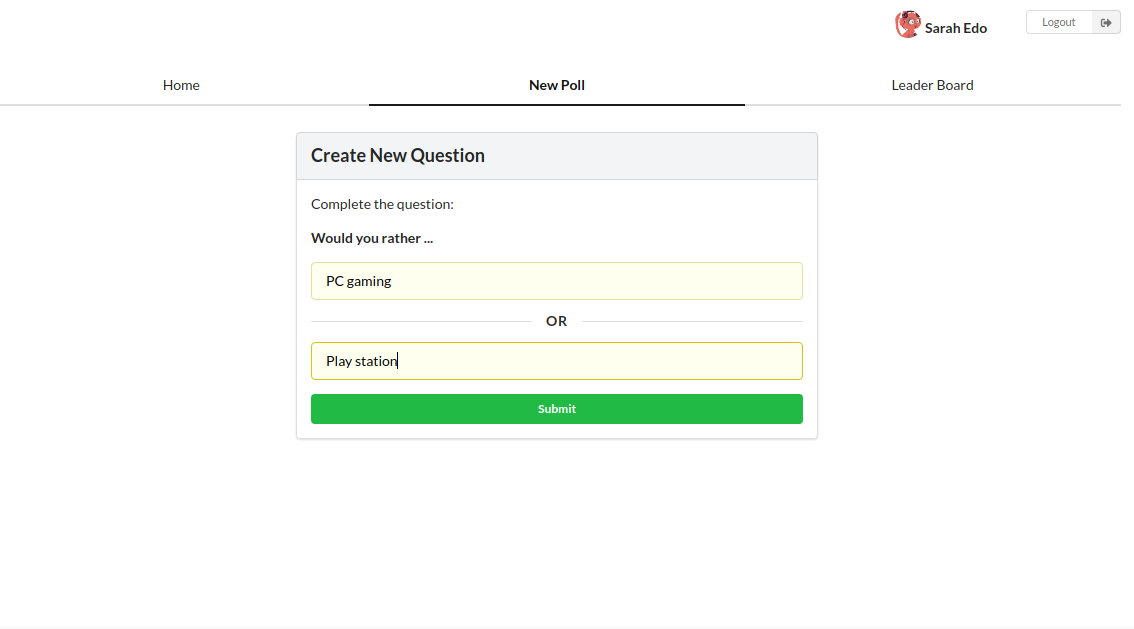 Sarah Edo
Logout
Home
New Poll
Leader Board
Create New Question
Complete the question:
Would you rather ...
PC gaming
OR
Play station
Submit